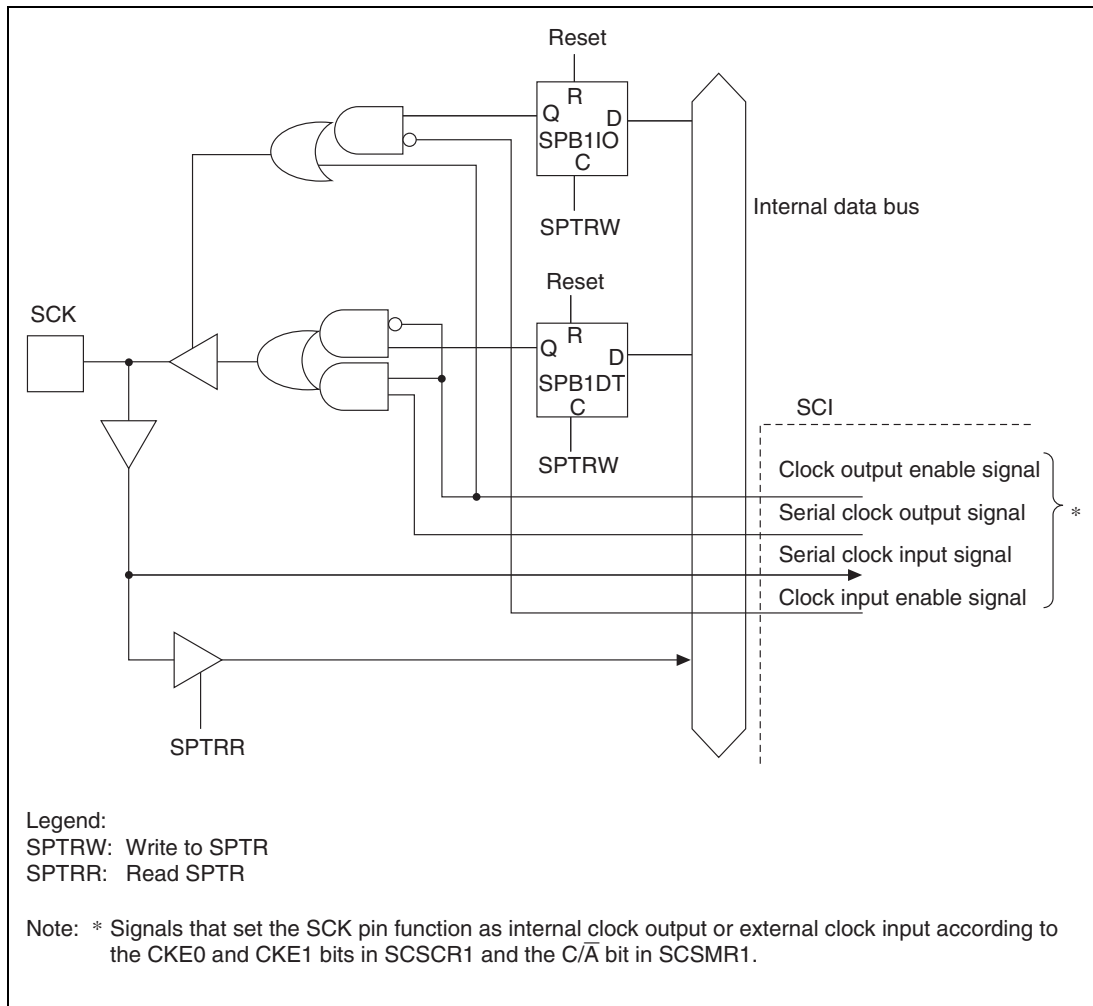 Reset
R
Q D
SPB1IO
C
SPTRW
Internal data bus
Reset
SCK
R
Q D
SPB1DT
C
SCI
SPTRW
Clock output enable signal
Serial clock output signal
*
Serial clock input signal
Clock input enable signal
SPTRR
Legend:
SPTRW: Write to SPTR
SPTRR: Read SPTR
Note: * Signals that set the SCK pin function as internal clock output or external clock input according to
the CKE0 and CKE1 bits in SCSCR1 and the C/A̅ bit in SCSMR1.